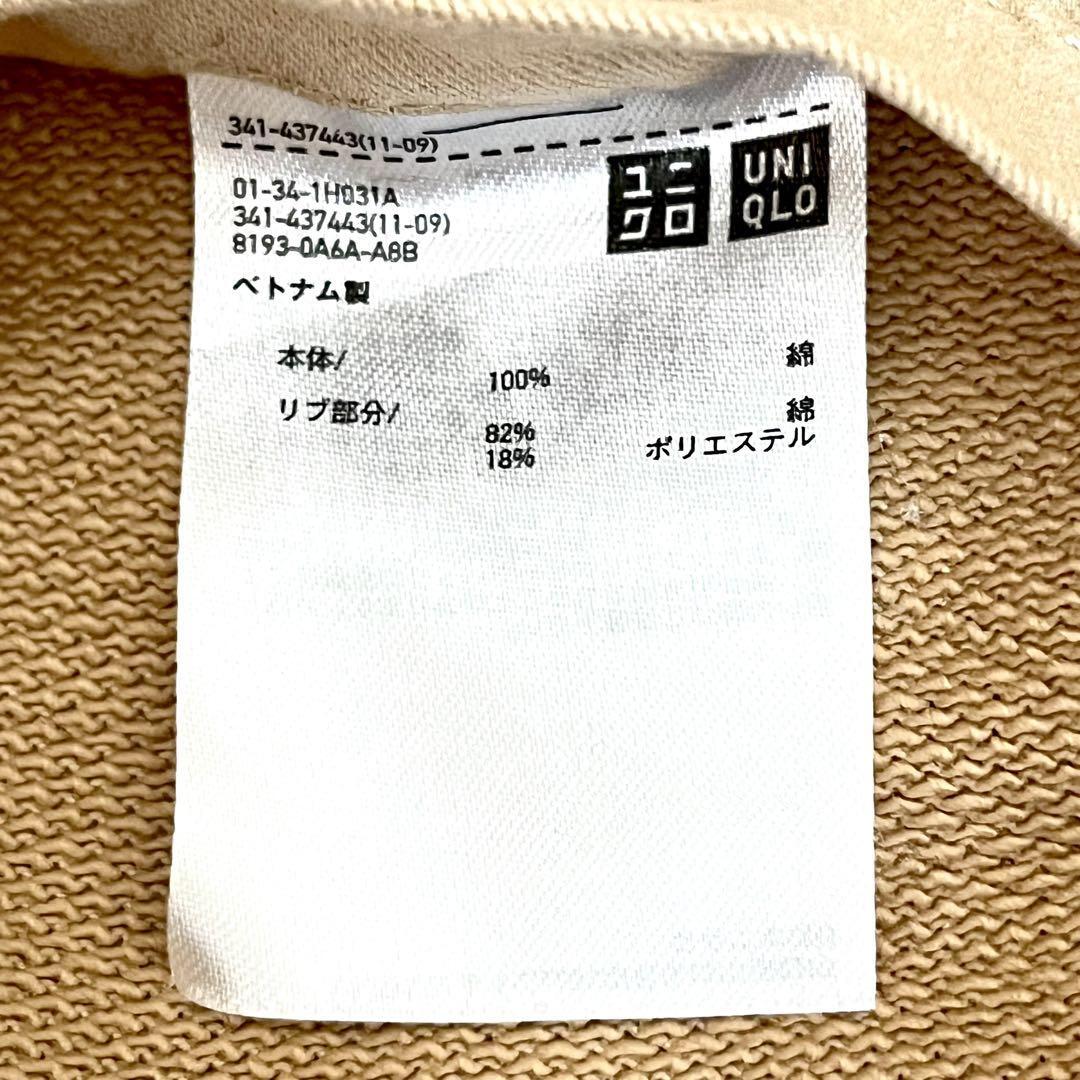 341-437443(11-09)
ユニ
クロ
UNI
QLO
01-34-1H031A
341-437443(11-09)
8193-0A6A-A8B
ベトナム製
本体/ 綿
100%
リブ部分/ 綿
82% ポリエステル
18%